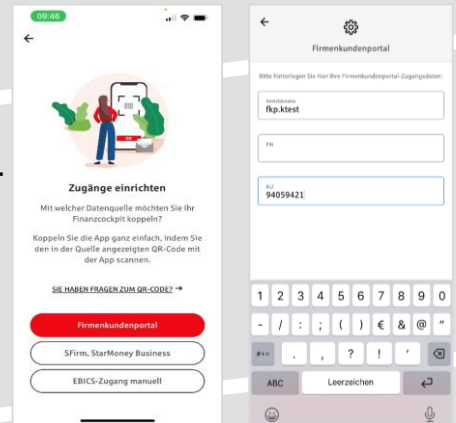 09:46
Zugänge einrichten
Mit welcher Datenquelle möchten Sie Ihr
Finanzcockpit koppeln?
Koppeln Sie die App ganz einfach, indem Sie
den in der Quelle angezeigten QR-Code mit
der App scannen.
SIE HABEN FRAGEN ZUM QR-CODE? →
Firmenkundenportal
SFirm, StarMoney Business
EBICS-Zugang manuell
Firmenkundenportal
Bitte hinterlegen Sie hier Ihre Firmenkundenportal-Zugangsdaten:
Anmeldename
fkp.ktest
PIN
BLZ
94059421
1 2 3 4 5 6 7 8 9 0
- / : ; ( ) € & @ "
#+= . , ? ! '
ABC Leerzeichen